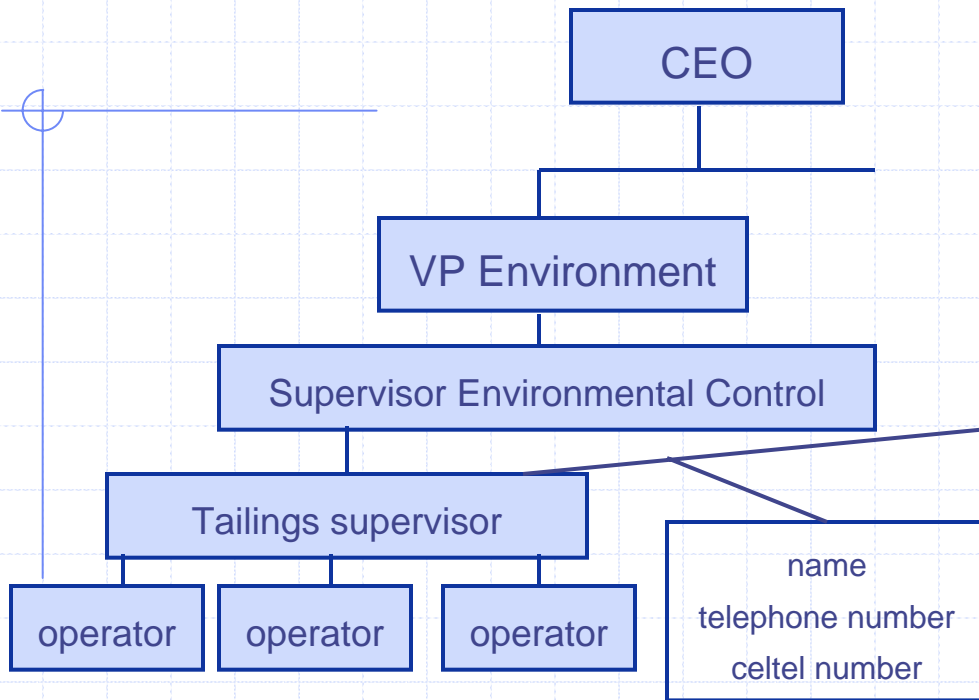 CEO
VP Environment
Supervisor Environmental Control
Tailings supervisor
operator
operator
operator
name
telephone number
celtel number